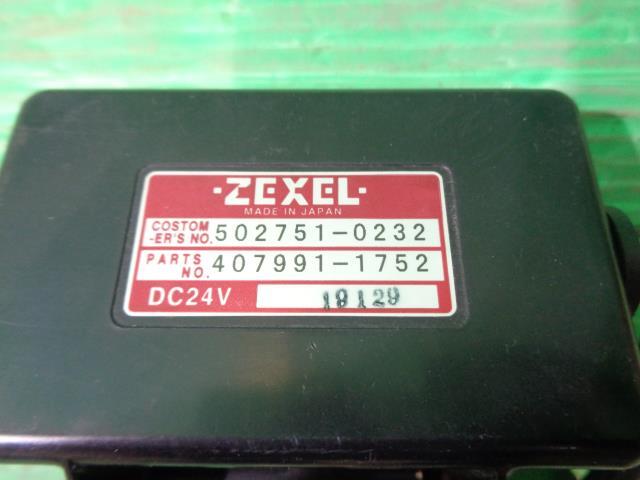 ·ZEXEL·
MADE IN JAPAN
COSTOM
-ER'S NO. 502751-0232
PARTS
NO. 407991-1752
DC24V 19129